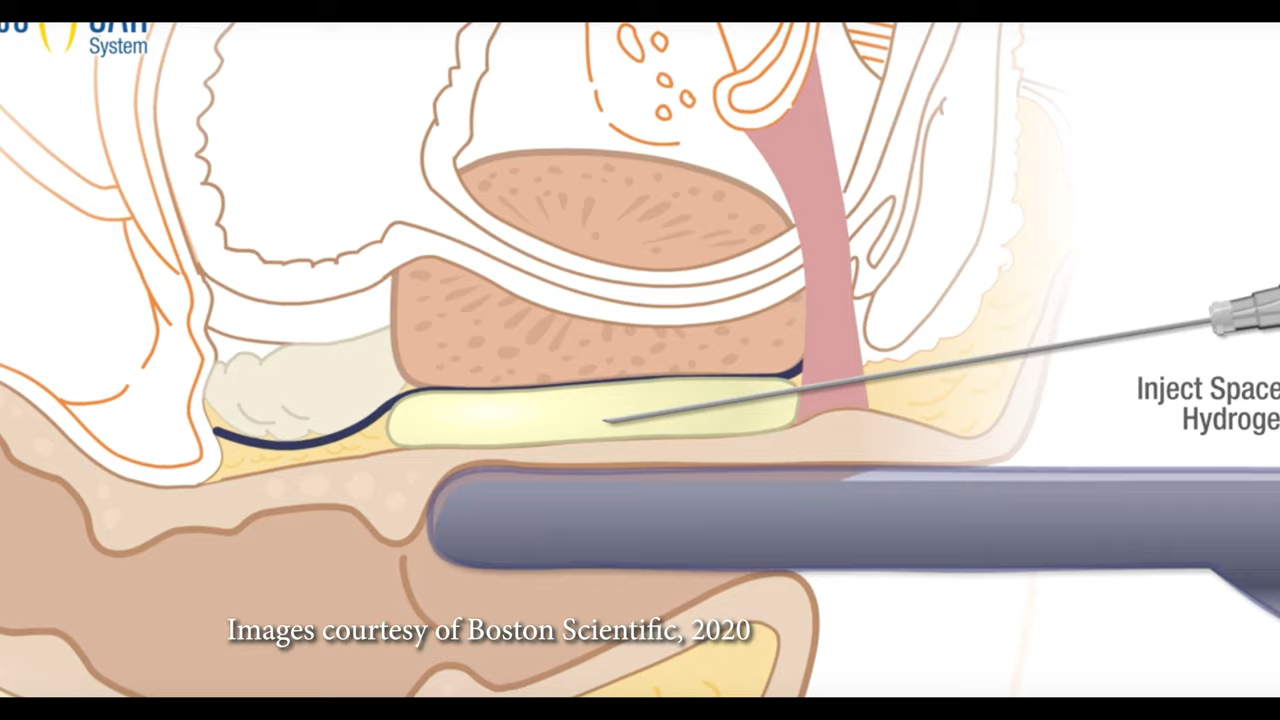 System
Inject Space
Hydroge
Images courtesy of Boston Scientific, 2020